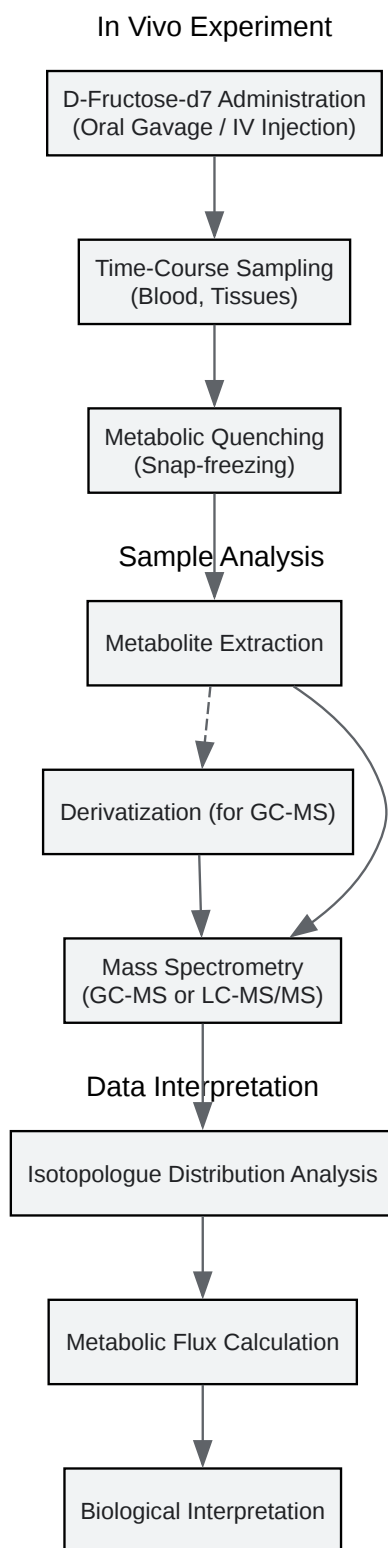 In Vivo Experiment
D-Fructose-d7 Administration
(Oral Gavage / IV Injection)
Time-Course Sampling
(Blood, Tissues)
Metabolic Quenching
(Snap-freezing)
Sample Analysis
Metabolite Extraction
Derivatization (for GC-MS)
Mass Spectrometry
(GC-MS or LC-MS/MS)
Data Interpretation
Isotopologue Distribution Analysis
Metabolic Flux Calculation
Biological Interpretation